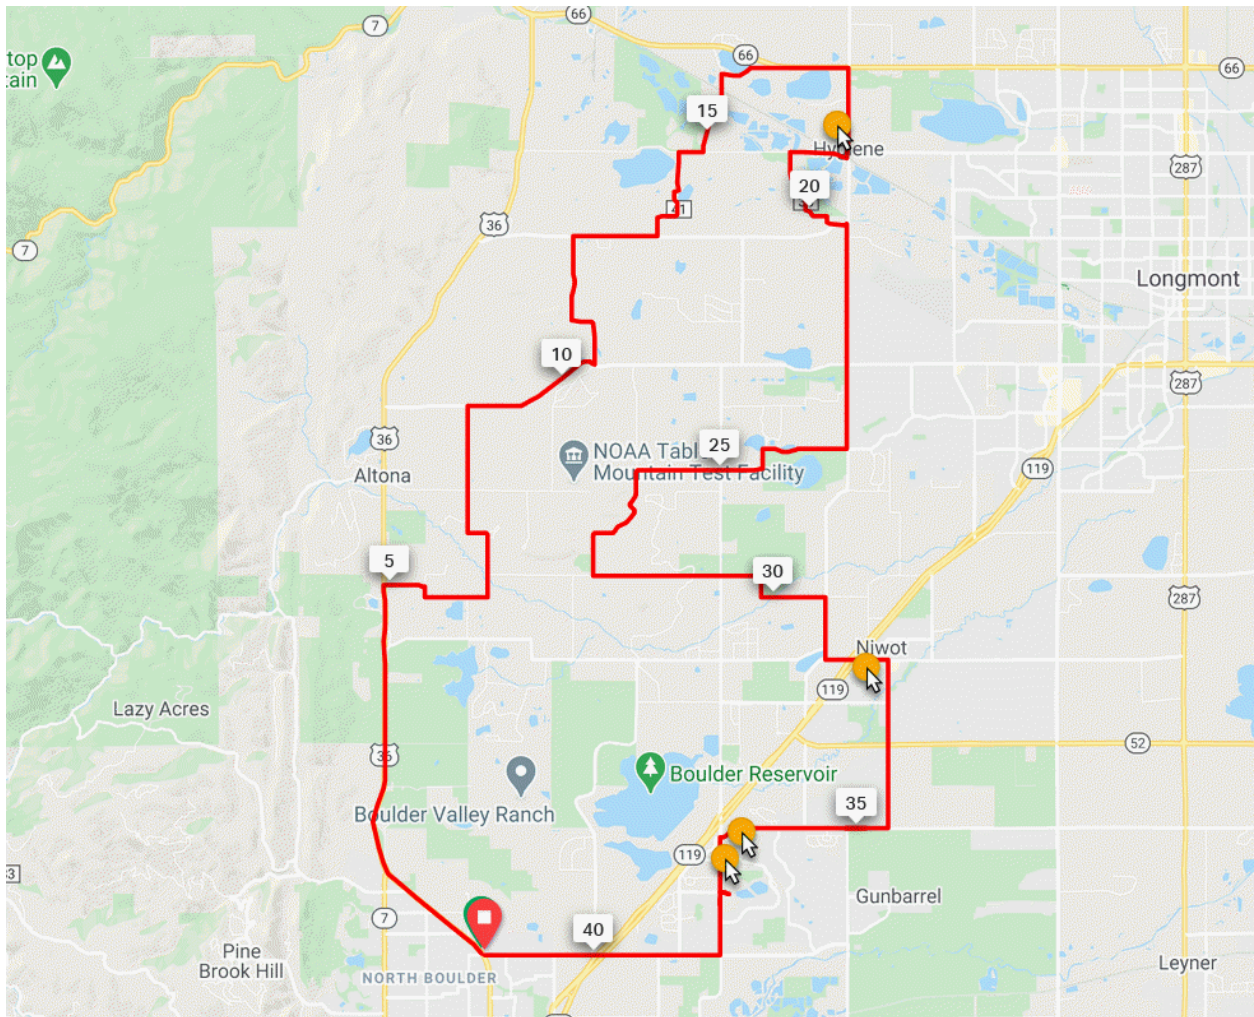 66
7
top
tain
66
66
15
Hygiene
287
20
41
36
7
Longmont
10
287
36
25
NOAA Table
Mountain Test Facility
119
Altona
5
30
287
Niwot
119
Lazy Acres
52
36
Boulder Reservoir
35
Boulder Valley Ranch
119
Gunbarrel
7
40
Pine
Brook Hill
NORTH BOULDER
Leyner